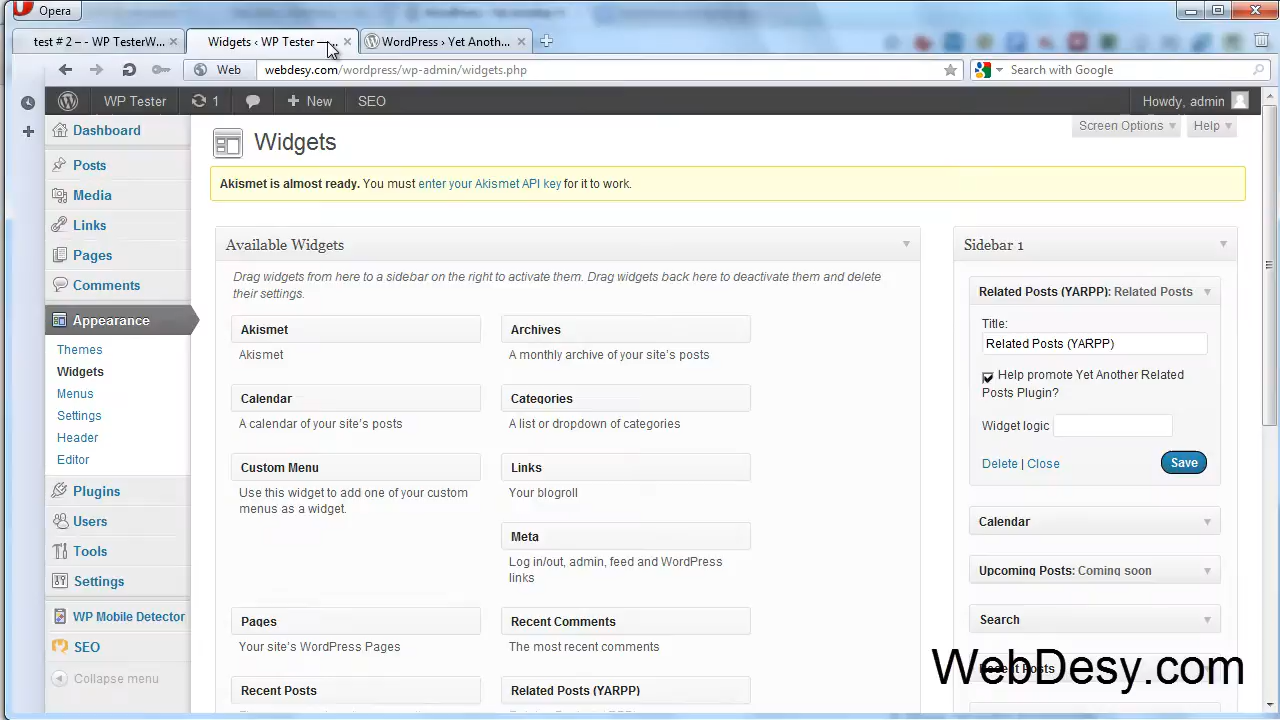 Opera
test # 2 – - WP TesterW...
Widgets ‹ WP Tester —
WordPress › Yet Anoth...
Web
webdesy.com/wordpress/wp-admin/widgets.php
Search with Google
WP Tester
1
New
SEO
Howdy, admin
Dashboard
Posts
Media
Links
Pages
Comments
Appearance
Themes
Widgets
Menus
Settings
Header
Editor
Plugins
Users
Tools
Settings
WP Mobile Detector
SEO
Collapse menu
Screen Options
Help
Widgets
Akismet is almost ready. You must enter your Akismet API key for it to work.
Available Widgets
Drag widgets from here to a sidebar on the right to activate them. Drag widgets back here to deactivate them and delete
their settings.
Akismet
Akismet
Archives
A monthly archive of your site's posts
Calendar
A calendar of your site's posts
Categories
A list or dropdown of categories
Custom Menu
Use this widget to add one of your custom
menus as a widget.
Links
Your blogroll
Meta
Log in/out, admin, feed and WordPress
links
Pages
Your site's WordPress Pages
Recent Comments
The most recent comments
Recent Posts
Related Posts (YARPP)
Sidebar 1
Related Posts (YARPP): Related Posts
Title:
Related Posts (YARPP)
Help promote Yet Another Related
Posts Plugin?
Widget logic
Delete | Close
Save
Calendar
Upcoming Posts: Coming soon
Search
Recent Posts
WebDesy.com